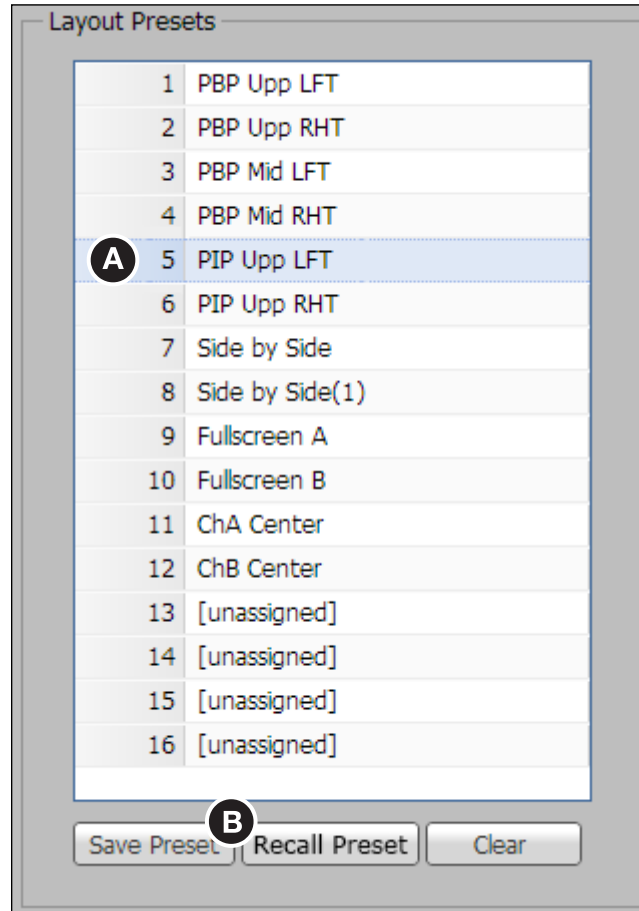 Layout Presets
1 PBP Upp LFT
2 PBP Upp RHT
3 PBP Mid LFT
4 PBP Mid RHT
A 5 PIP Upp LFT
6 PIP Upp RHT
7 Side by Side
8 Side by Side(1)
9 Fullscreen A
10 Fullscreen B
11 ChA Center
12 ChB Center
13 [unassigned]
14 [unassigned]
15 [unassigned]
16 [unassigned]
B
Save Preset Recall Preset Clear